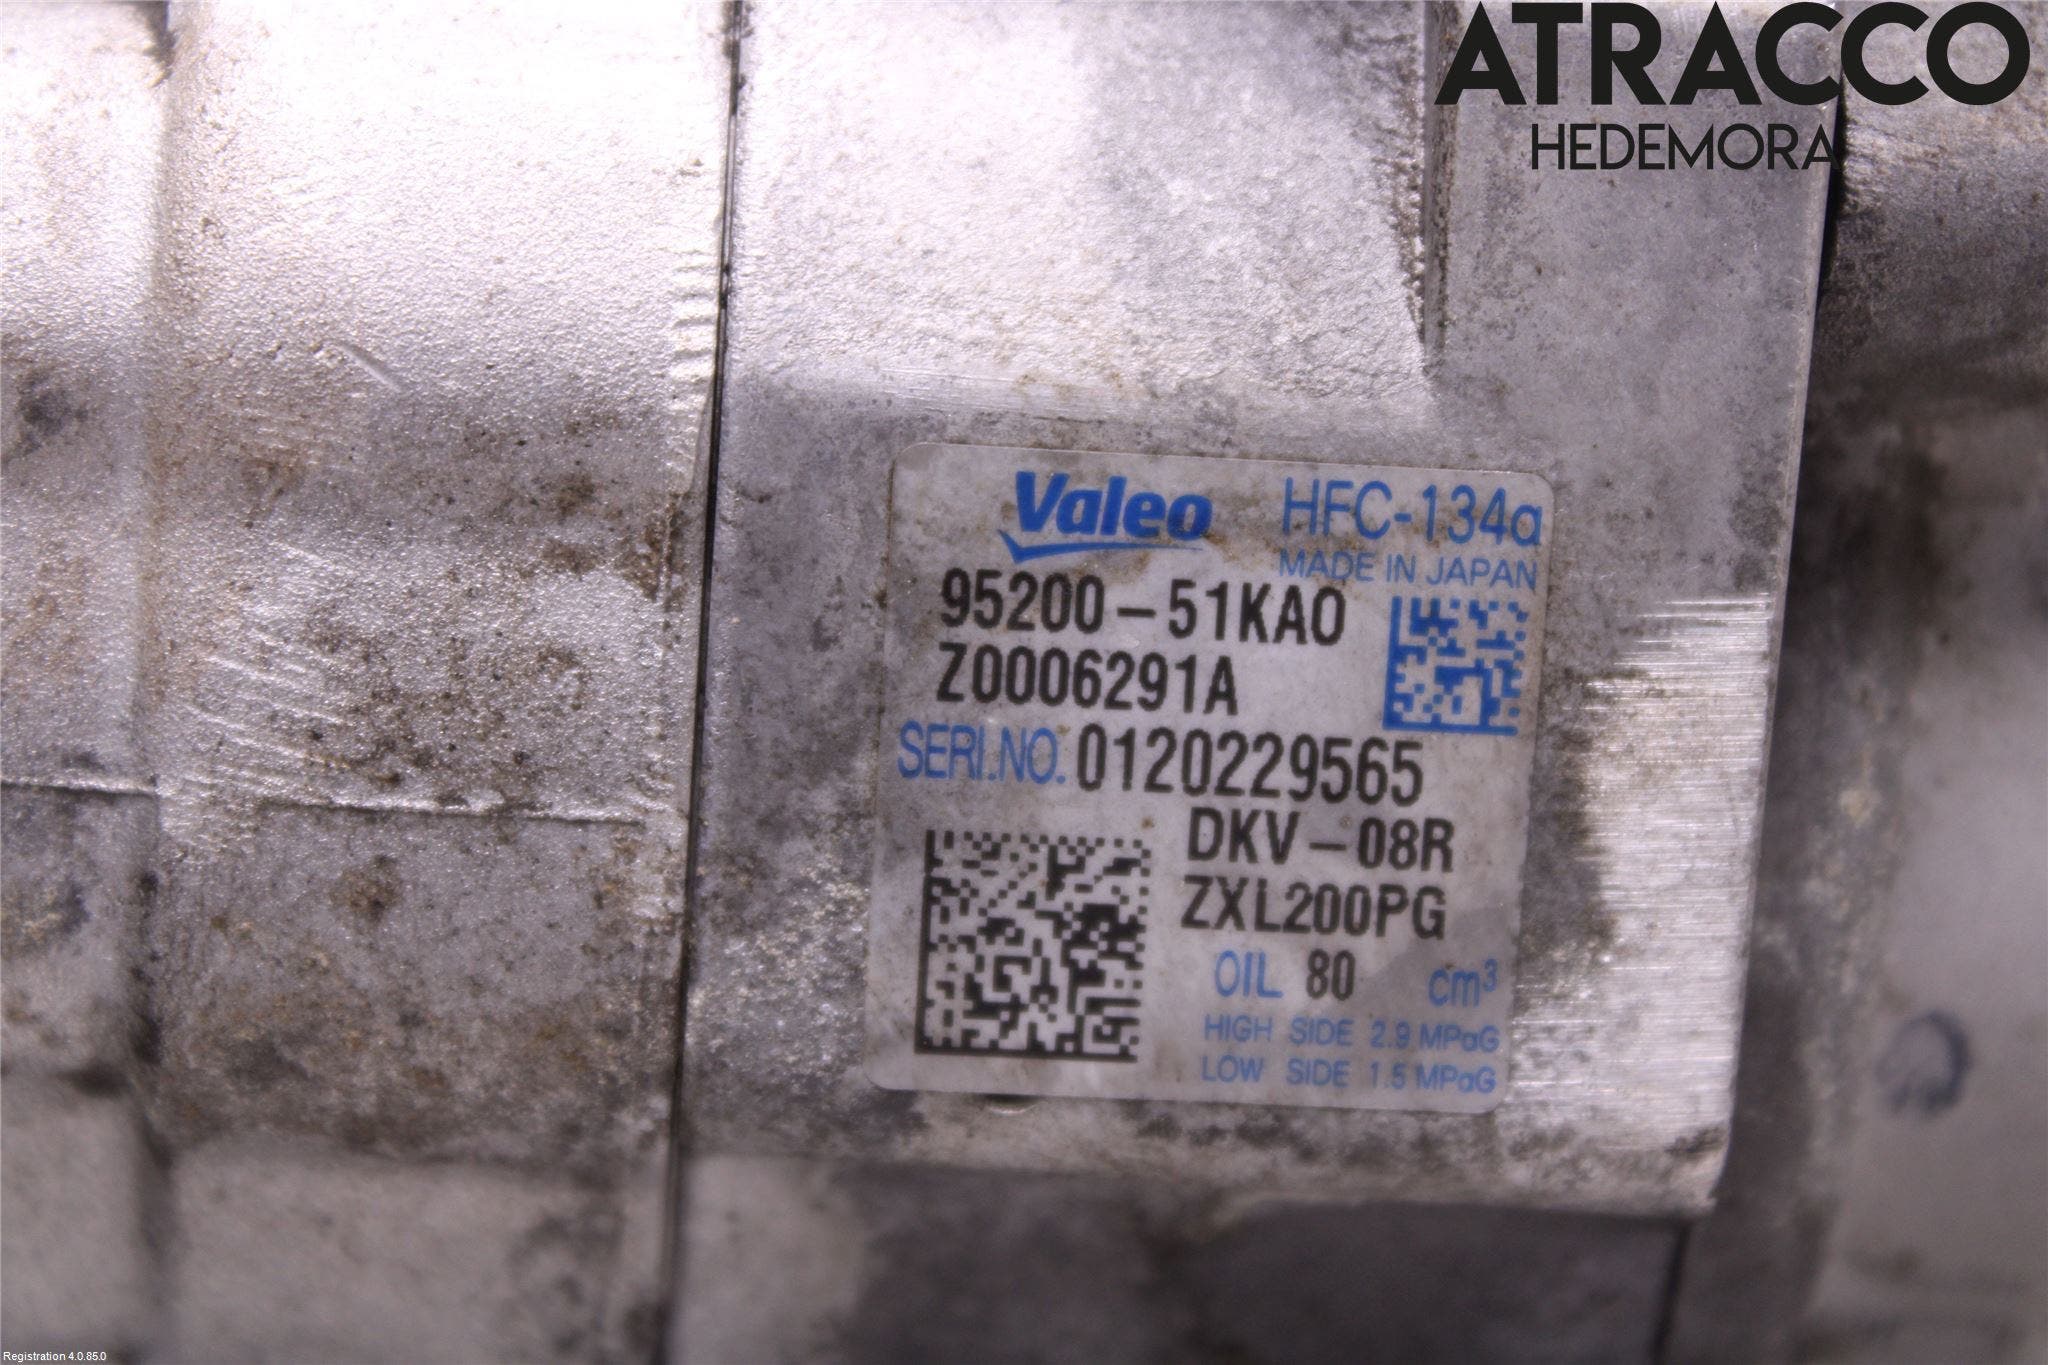 ATRACCO
HEDEMORA
Valeo HFC-134a
MADE IN JAPAN
95200-51KA0
Z0006291A
SERI.NO. 0120229565
DKV-08R
ZXL200PG
OIL 80 cm³
HIGH SIDE 2.9 MPaG
LOW SIDE 1.5 MPaG
Registration 4.0.85.0